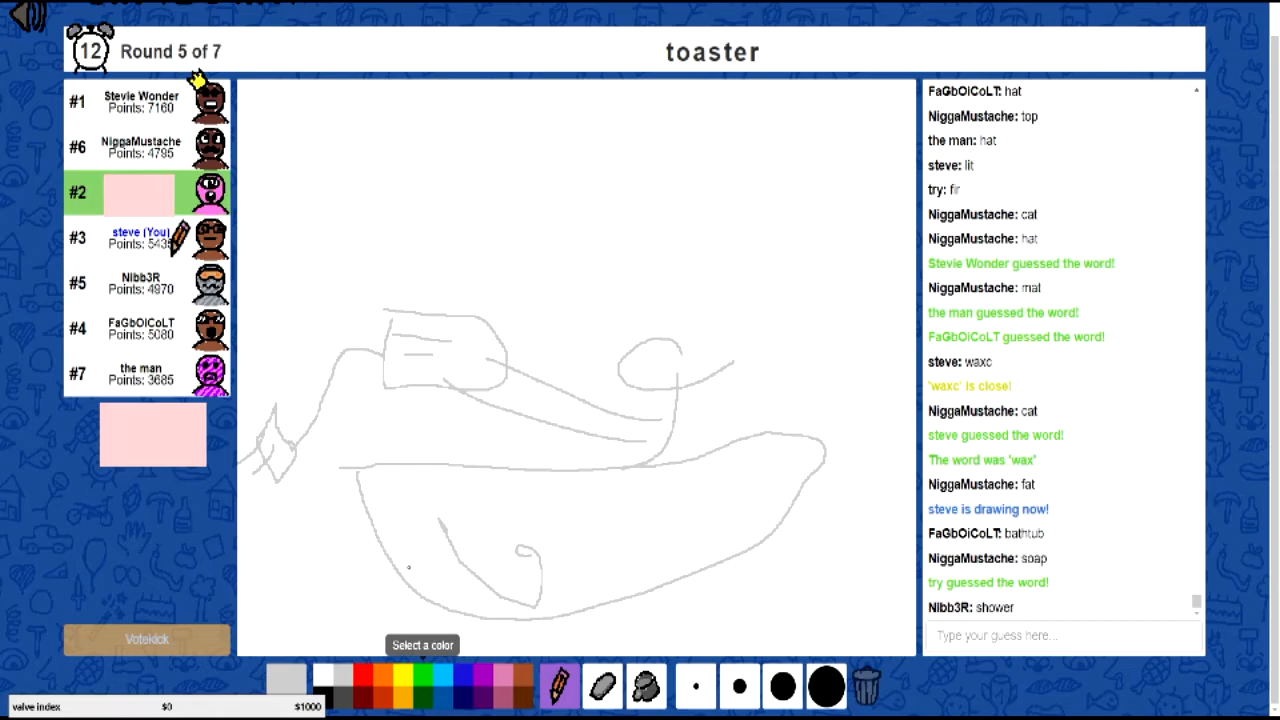 12
Round 5 of 7
toaster
#1 Stevie Wonder
Points: 7160
#6 NiggaMustache
Points: 4795
#2
#3 steve (You)
Points: 543
#5 Nibb3R
Points: 4970
#4 FaGbOiCoLT
Points: 5080
#7 the man
Points: 3685
Votekick
FaGbOiCoLT: hat
NiggaMustache: top
the man: hat
steve: lit
try: fir
NiggaMustache: cat
NiggaMustache: hat
Stevie Wonder guessed the word!
NiggaMustache: mat
the man guessed the word!
FaGbOiCoLT guessed the word!
steve: waxc
'waxc' is close!
NiggaMustache: cat
steve guessed the word!
The word was 'wax'
NiggaMustache: fat
steve is drawing now!
FaGbOiCoLT: bathtub
NiggaMustache: soap
try guessed the word!
Nibb3R: shower
Type your guess here...
Select a color
valve index $0 $1000